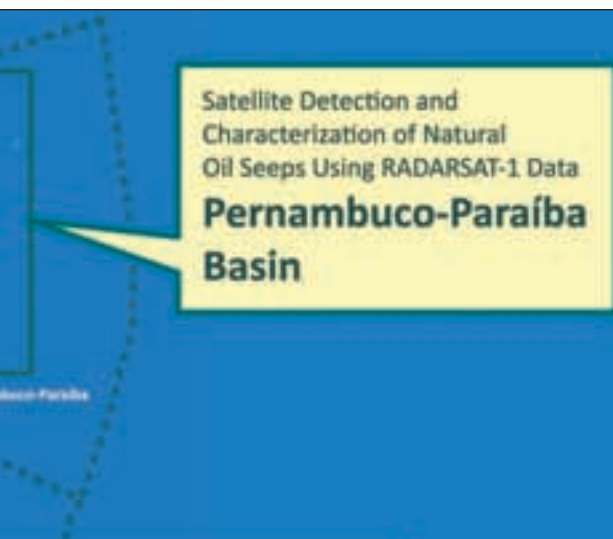 Satellite Detection and
Characterization of Natural
Oil Seeps Using RADARSAT-1 Data
Pernambuco-Paraíba
Basin